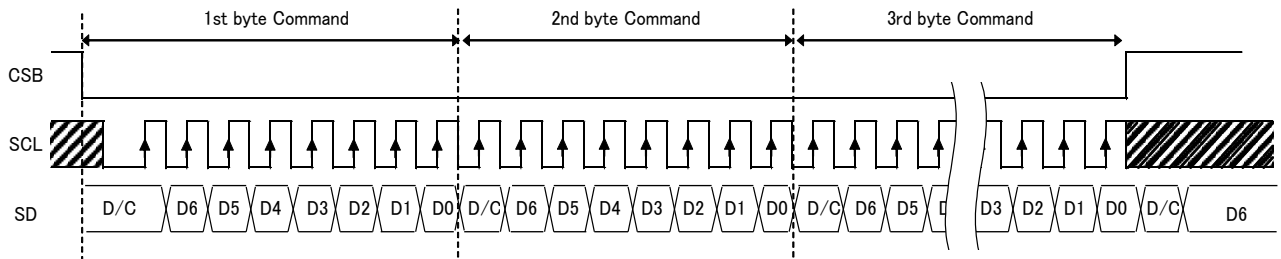 1st byte Command 2nd byte Command 3rd byte Command
CSB
SCL
SD D/C D6 D5 D4 D3 D2 D1 D0 D/C D6 D5 D4 D3 D2 D1 D0 D/C D6 D5 D3 D2 D1 D0 D/C D6